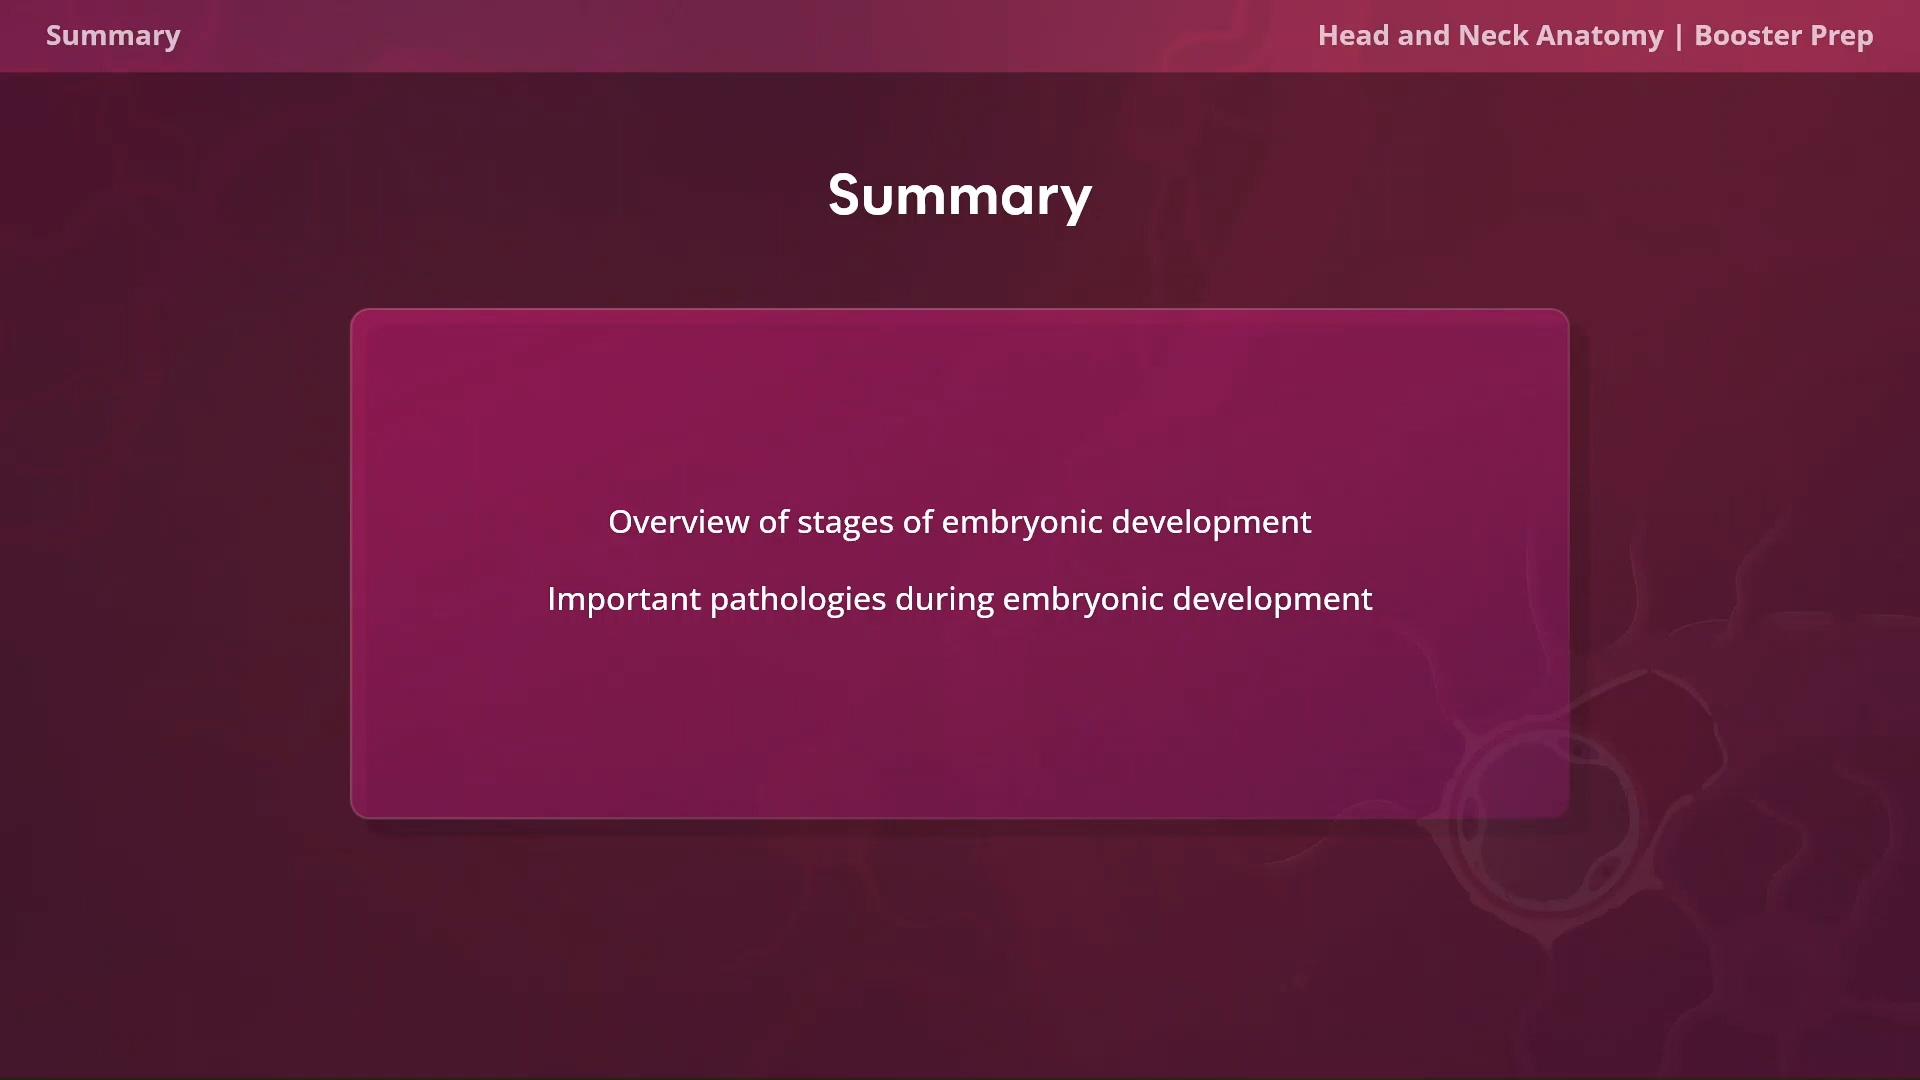 Summary
Head and Neck Anatomy | Booster Prep
Summary
Overview of stages of embryonic development
Important pathologies during embryonic development